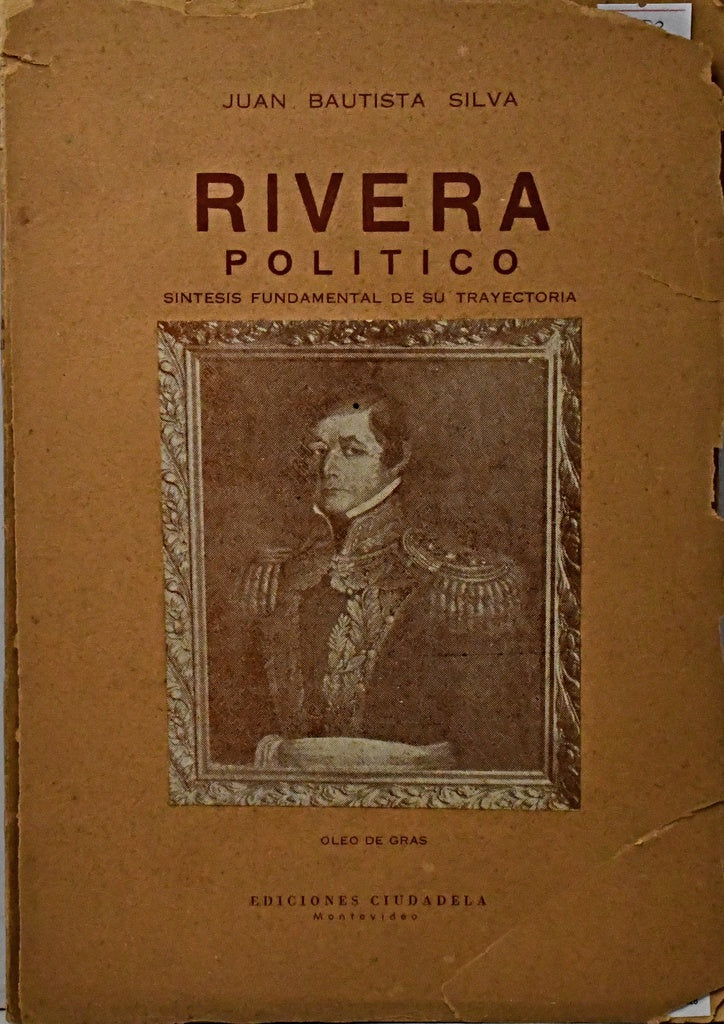 JUAN BAUTISTA SILVA
RIVERA
POLITICO
SINTESIS FUNDAMENTAL DE SU TRAYECTORIA
OLEO DE GRAS
EDICIONES CIUDADELA
Montevideo